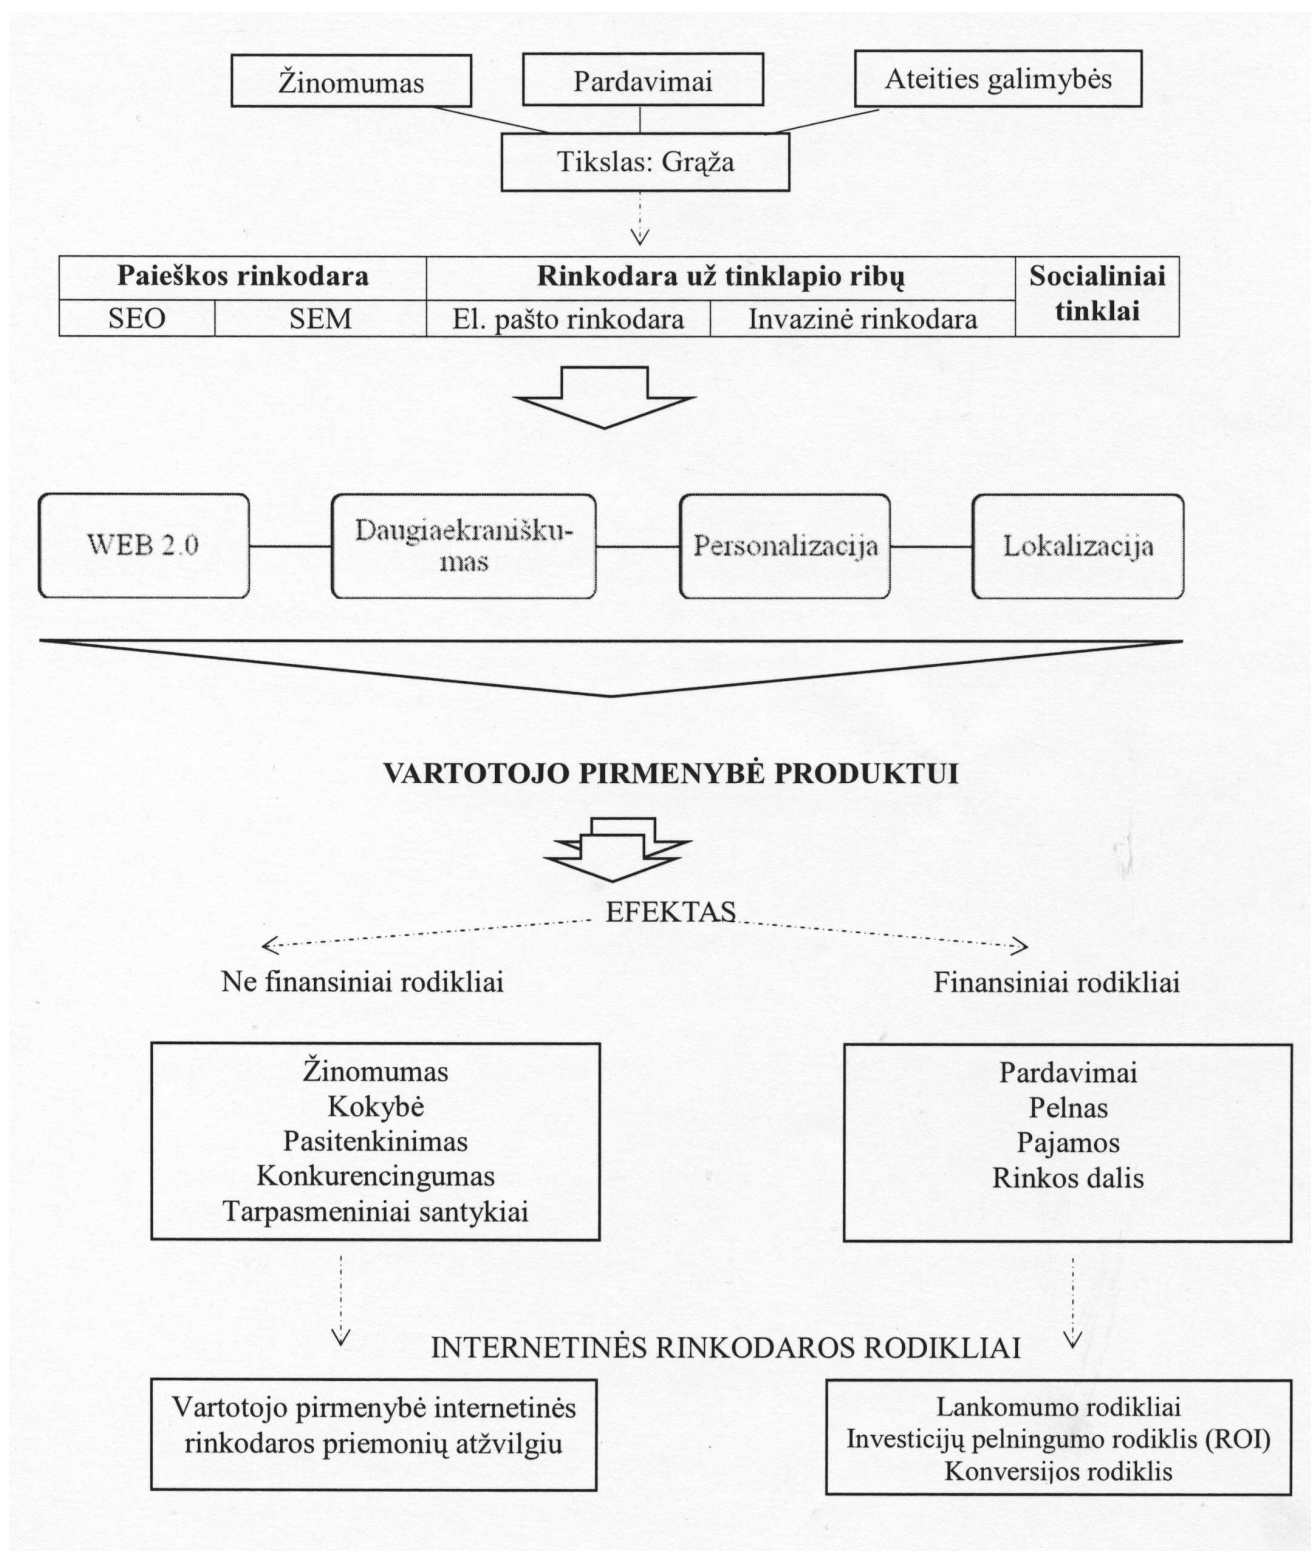 Žinomumas
Pardavimai
Ateities galimybės
Tikslas: Grąža
Paieškos rinkodara
Rinkodara už tinklapio ribų
Socialiniai
tinklai
SEO
SEM
El. pašto rinkodara
Invazinė rinkodara
WEB 2.0
Daugiaekranišku-
mas
Personalizacija
Lokalizacija
VARTOTOJO PIRMENYBĖ PRODUKTUI
EFEKTAS
Ne finansiniai rodikliai
Finansiniai rodikliai
Žinomumas
Kokybė
Pasitenkinimas
Konkurencingumas
Tarpasmeniniai santykiai
Pardavimai
Pelnas
Pajamos
Rinkos dalis
INTERNETINĖS RINKODAROS RODIKLIAI
Vartotojo pirmenybė internetinės
rinkodaros priemonių atžvilgiu
Lankomumo rodikliai
Investicijų pelningumo rodiklis (ROI)
Konversijos rodiklis